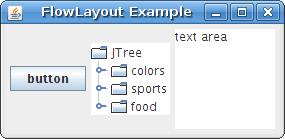 FlowLayout Example
button
JTree
colors
sports
food
text area